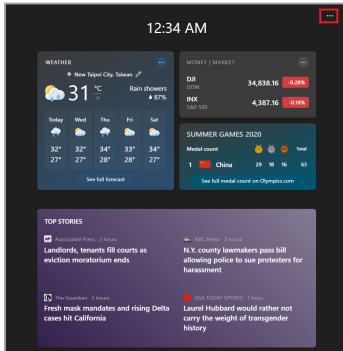 12:34 AM
WEATHER
New Taipei City, Taiwan
31 °C
Rain showers
87%
Today Wed Thu Fri Sat
32° 32° 34° 33° 34°
27° 27° 28° 28° 27°
See full forecast
MONEY | MARKET
DJI 34,838.16 -0.28%
DOW
INX 4,387.16 -0.18%
S&P 500
SUMMER GAMES 2020
Medal count Total
1 China 29 18 16 63
See full medal count on Olympics.com
TOP STORIES
AP Associated Press · 2 hours
Landlords, tenants fill courts as
eviction moratorium ends
NBC News · 2 hours
N.Y. county lawmakers pass bill
allowing police to sue protesters for
harassment
The Guardian · 2 hours
Fresh mask mandates and rising Delta
cases hit California
USA TODAY SPORTS · 1 hour
Laurel Hubbard would rather not
carry the weight of transgender
history